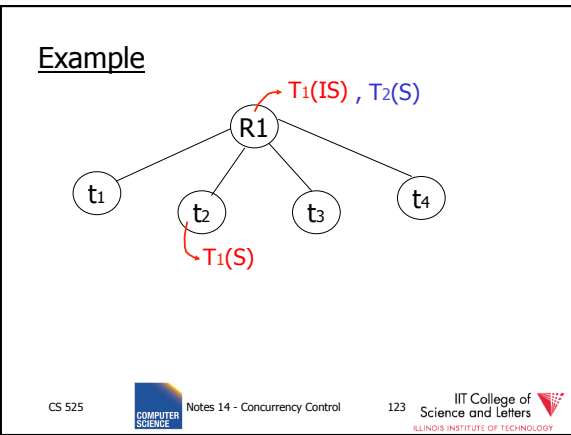 Example
T1(IS) , T2(S)
R1
t1
t2
t3
t4
T1(S)
CS 525
COMPUTER
SCIENCE
Notes 14 - Concurrency Control
123
IIT College of
Science and Letters
ILLINOIS INSTITUTE OF TECHNOLOGY